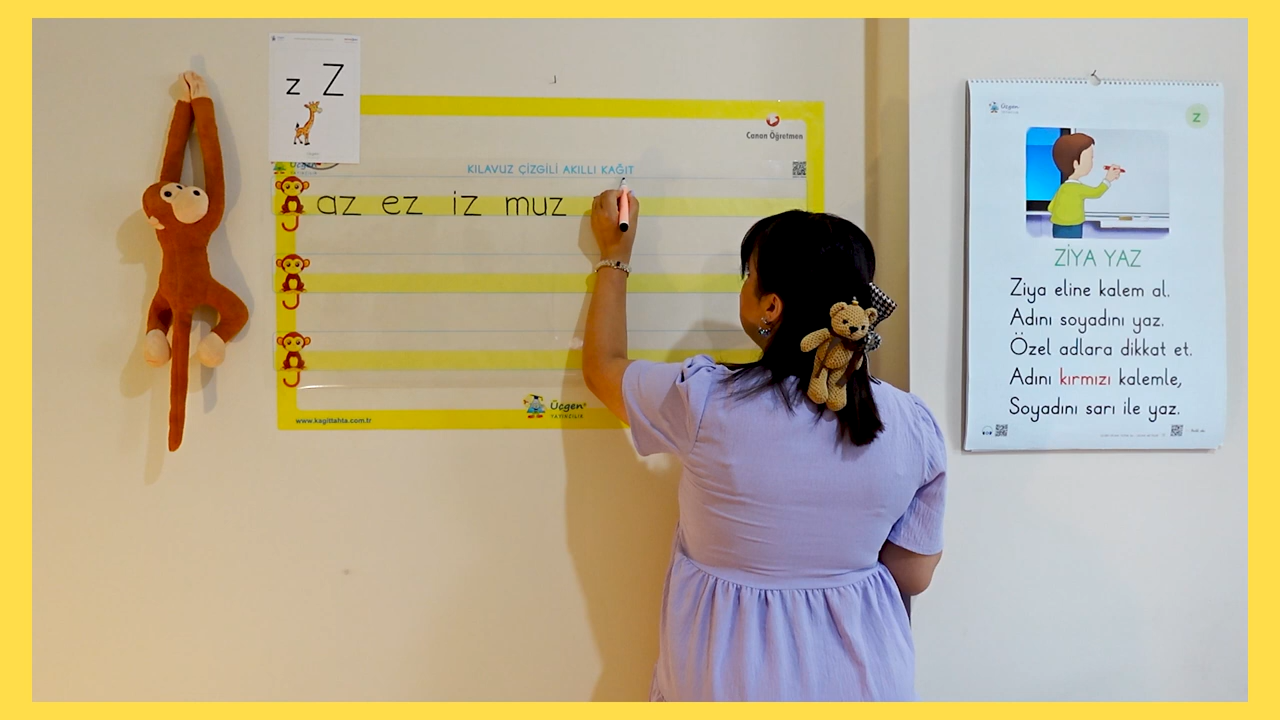 z Z
Canan Öğretmen
Üçgen
KILAVUZ ÇİZGİLİ AKILLI KAĞIT
az ez iz muz
Üçgen
YAYINCILIK
www.kagittahta.com.tr
Üçgen
z
ZİYA YAZ
Ziya eline kalem al.
Adını soyadını yaz.
Özel adlara dikkat et.
Adını kırmızı kalemle,
Soyadını sarı ile yaz.